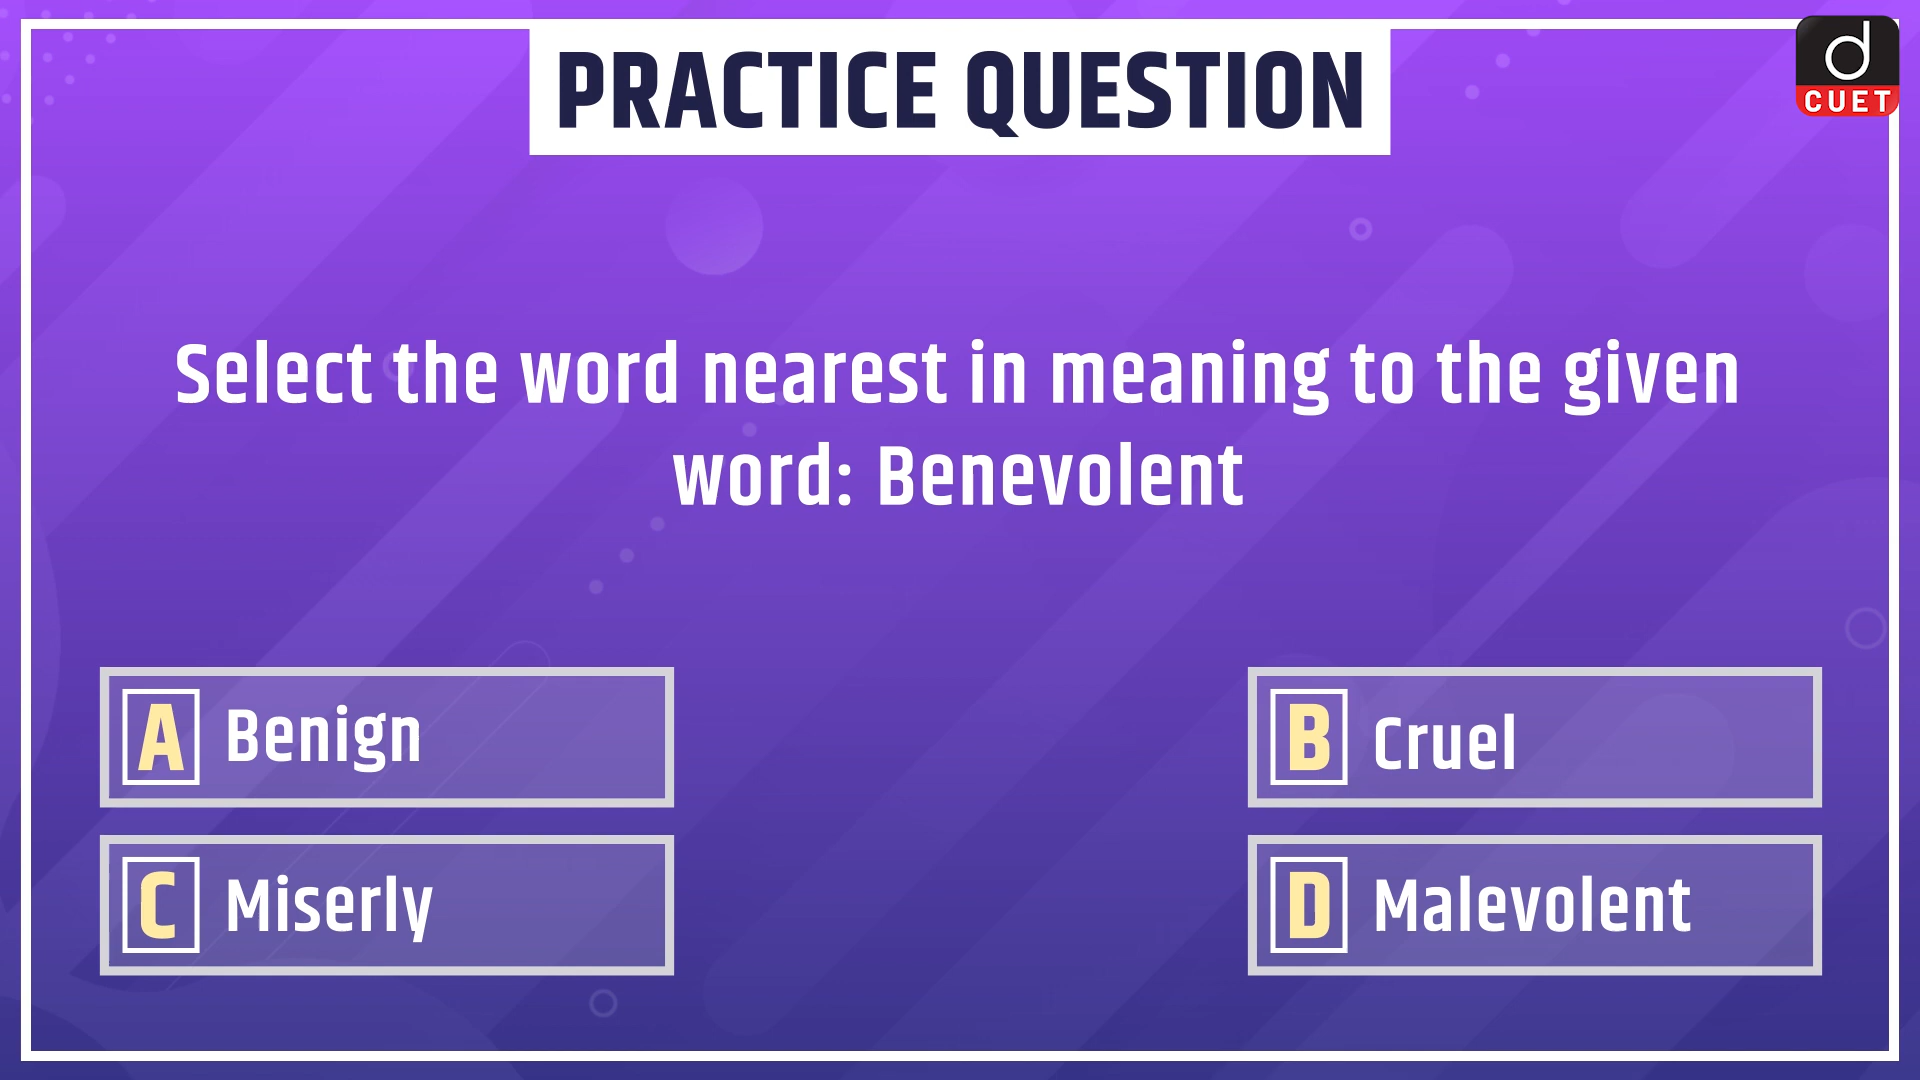 PRACTICE QUESTION
d
CUET
Select the word nearest in meaning to the given
word: Benevolent
A Benign
B Cruel
C Miserly
D Malevolent